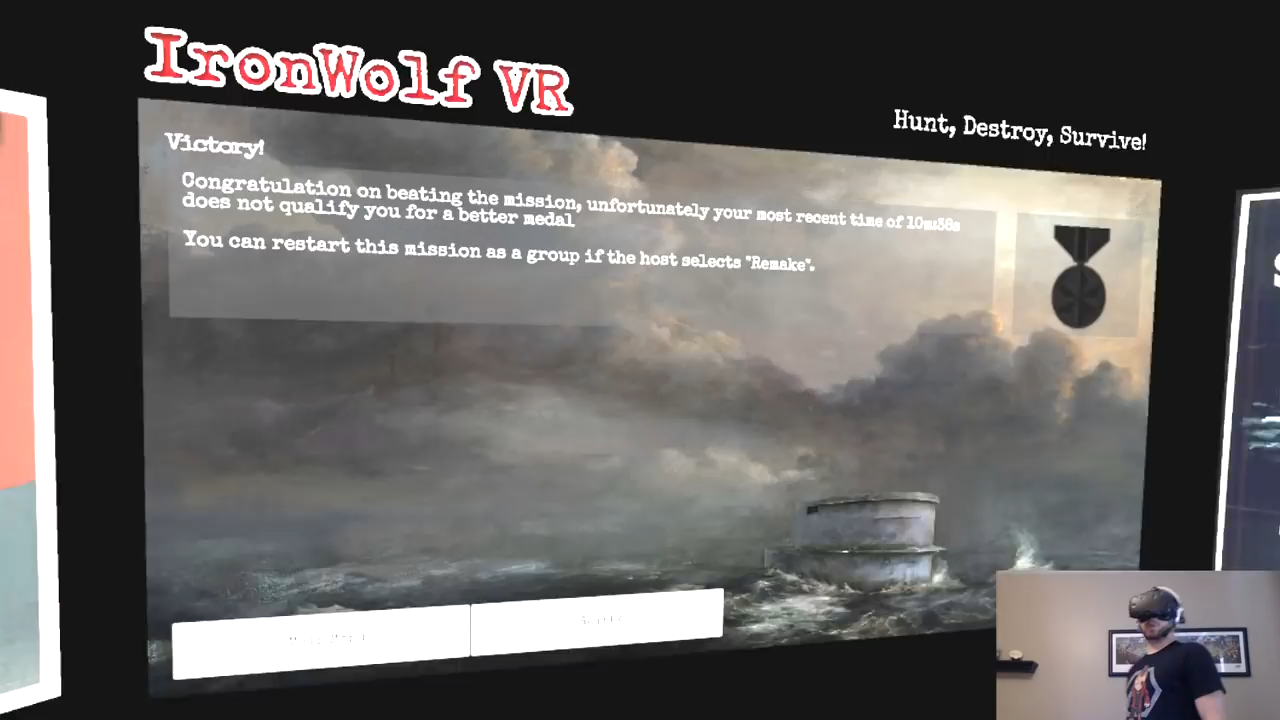 IronWolf VR
Hunt, Destroy, Survive!
Victory!
Congratulation on beating the mission, unfortunately your most recent time of 10m:38s
does not qualify you for a better medal
You can restart this mission as a group if the host selects "Remake".